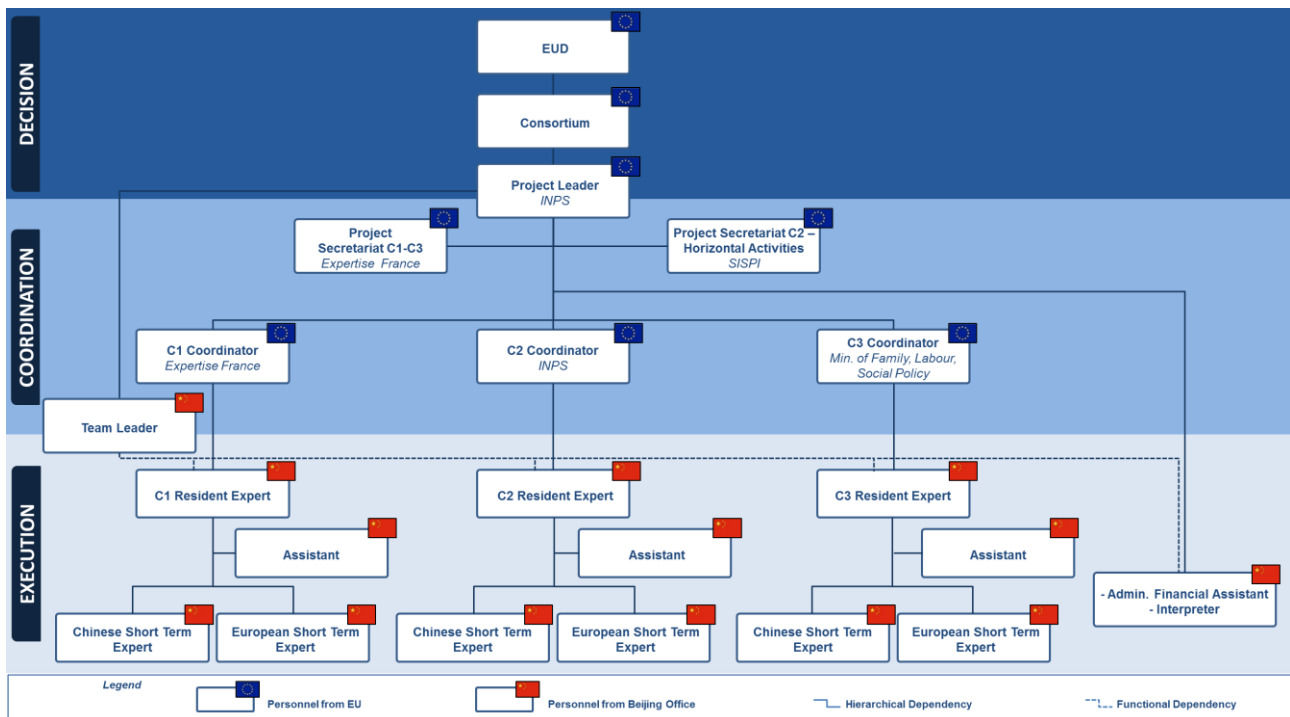 DECISION
EUD
Consortium
Project Leader
INPS
COORDINATION
Project
Secretariat C1-C3
Expertise France
Project Secretariat C2 –
Horizontal Activities
SISPI
C1 Coordinator
Expertise France
C2 Coordinator
INPS
C3 Coordinator
Min. of Family, Labour,
Social Policy
Team Leader
EXECUTION
C1 Resident Expert
C2 Resident Expert
C3 Resident Expert
Assistant
Assistant
Assistant
- Admin. Financial Assistant
- Interpreter
Chinese Short Term
Expert
European Short Term
Expert
Chinese Short Term
Expert
European Short Term
Expert
Chinese Short Term
Expert
European Short Term
Expert
Legend
Personnel from EU
Personnel from Beijing Office
Hierarchical Dependency
Functional Dependency